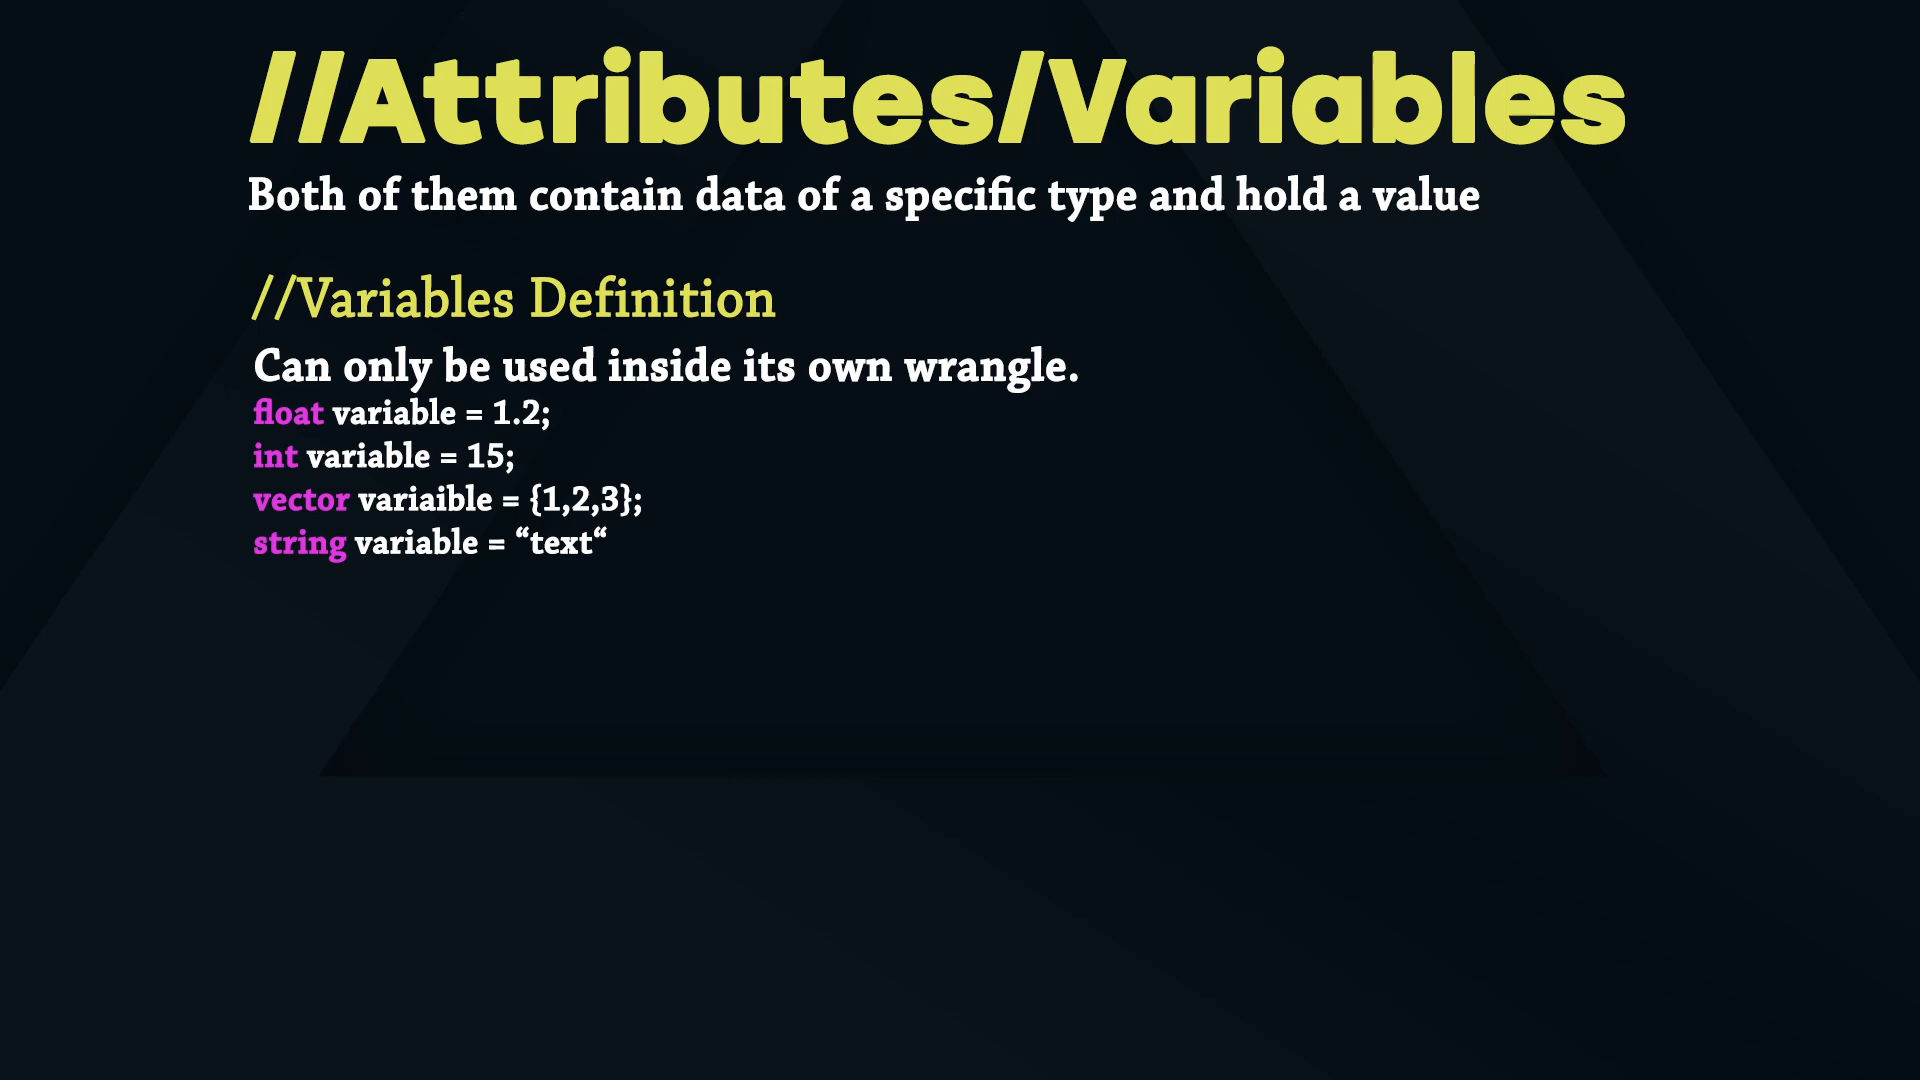 //Attributes/Variables
Both of them contain data of a specific type and hold a value
//Variables Definition
Can only be used inside its own wrangle.
float variable = 1.2;
int variable = 15;
vector variaible = {1,2,3};
string variable = “text“